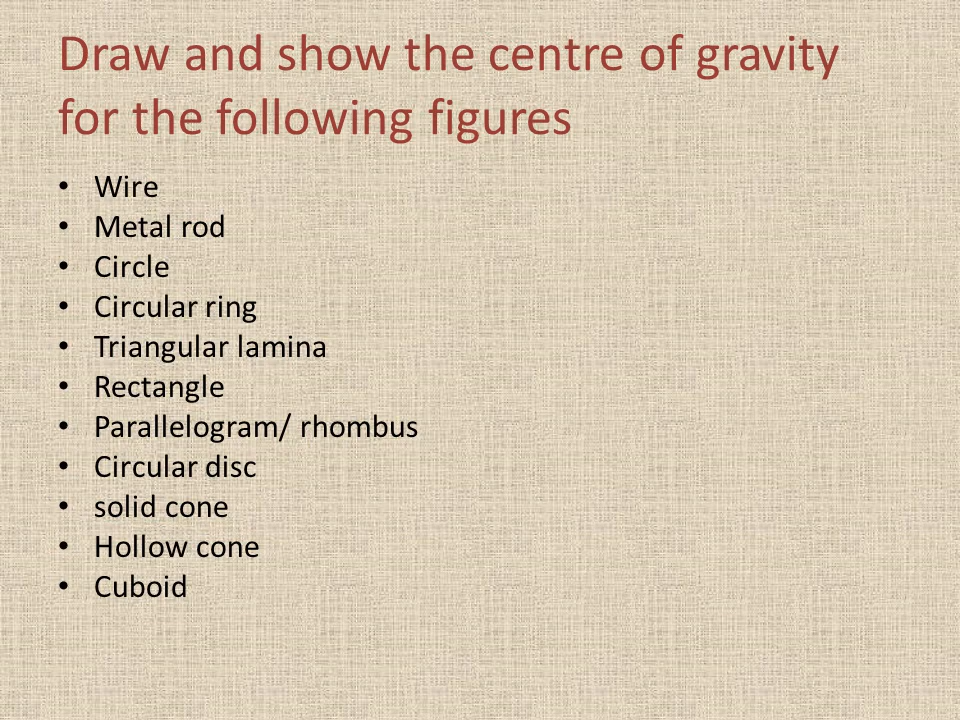 Draw and show the centre of gravity
for the following figures
• Wire
• Metal rod
• Circle
• Circular ring
• Triangular lamina
• Rectangle
• Parallelogram/ rhombus
• Circular disc
• solid cone
• Hollow cone
• Cuboid